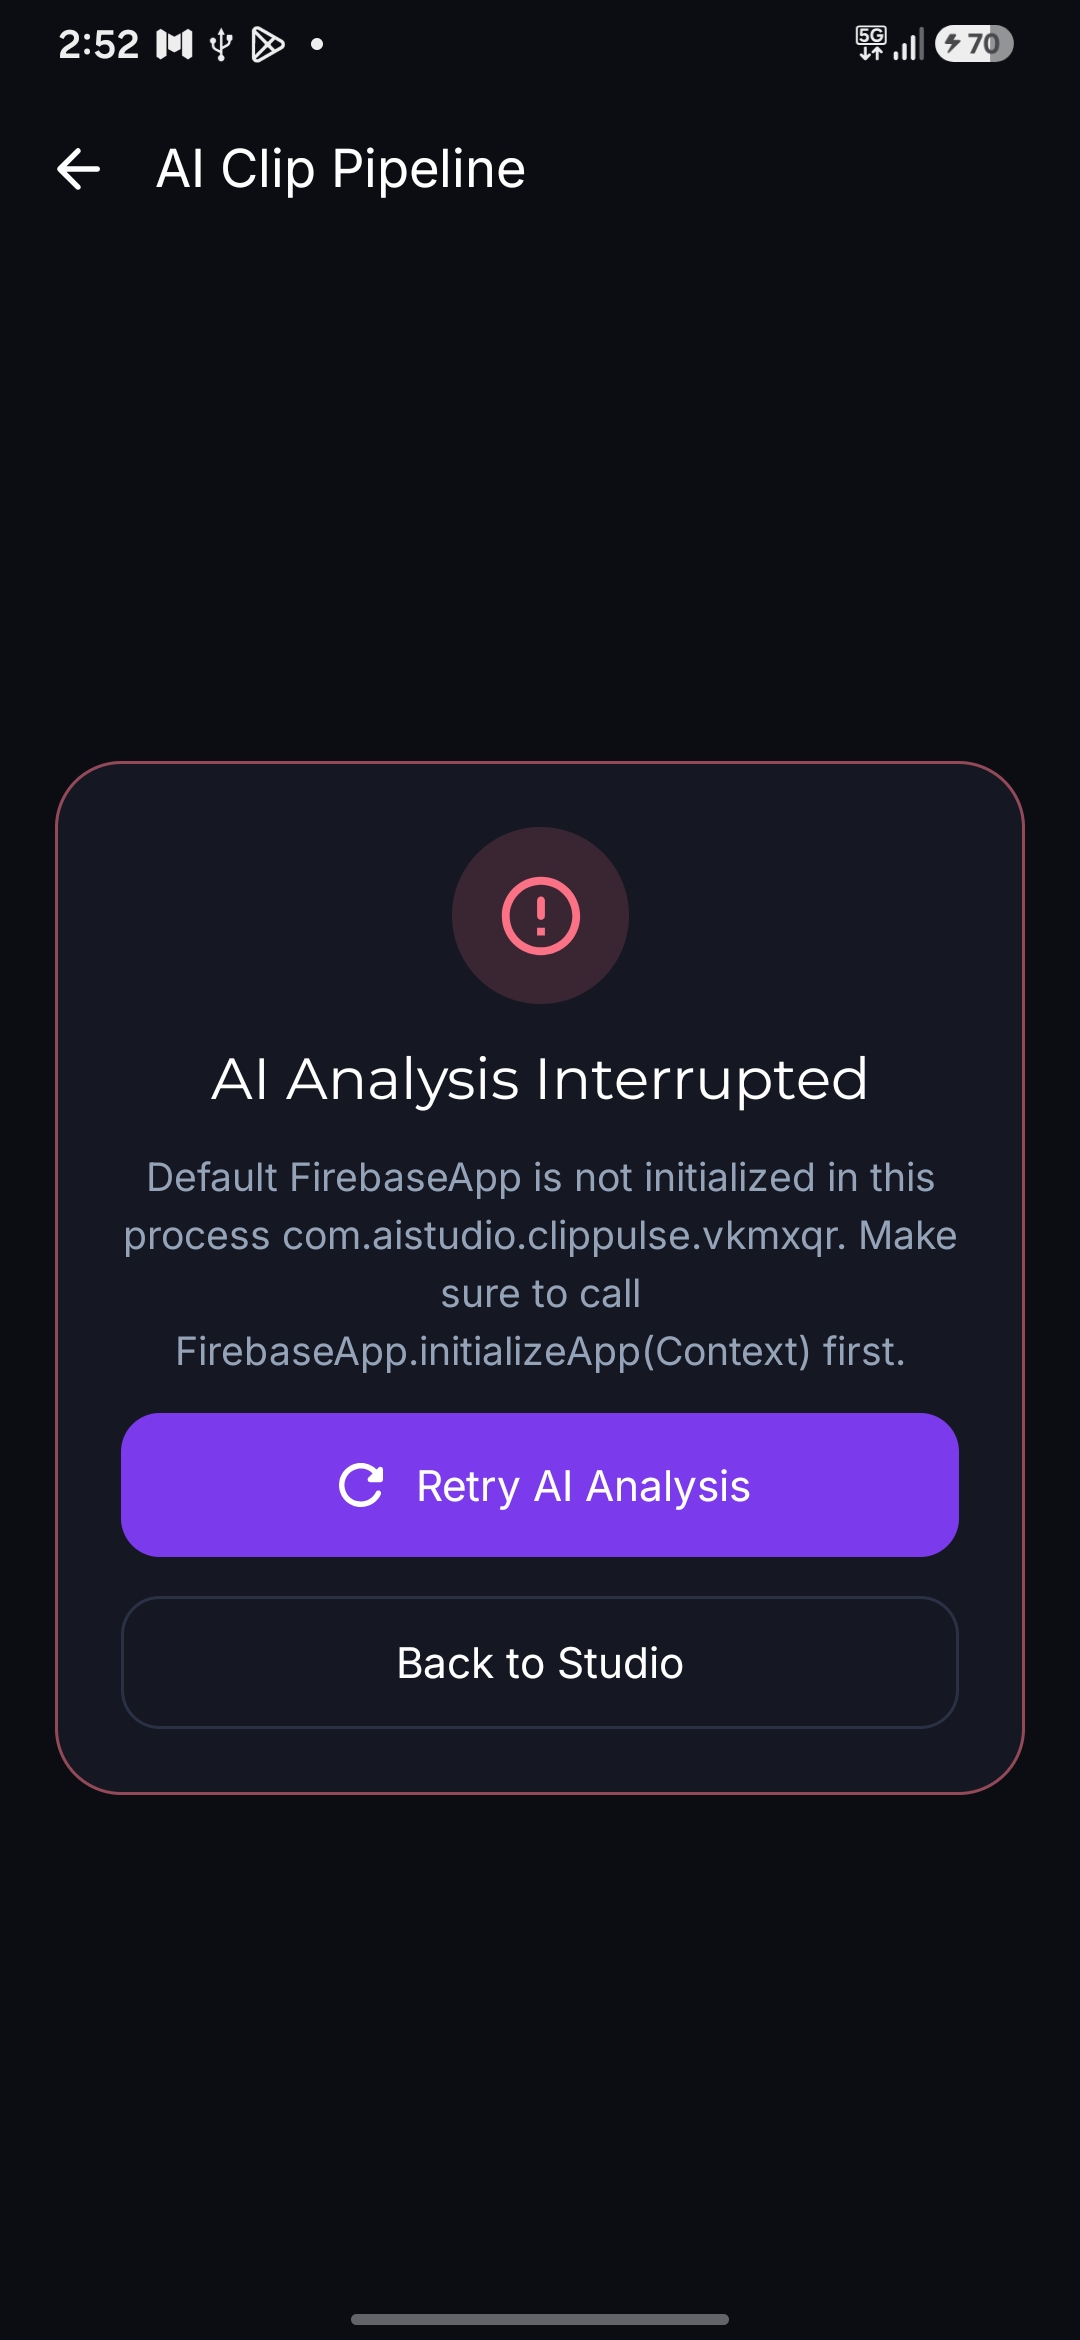 2:52
5G
70
AI Clip Pipeline
AI Analysis Interrupted
Default FirebaseApp is not initialized in this
process com.aistudio.clippulse.vkmxqr. Make
sure to call
FirebaseApp.initializeApp(Context) first.
Retry AI Analysis
Back to Studio